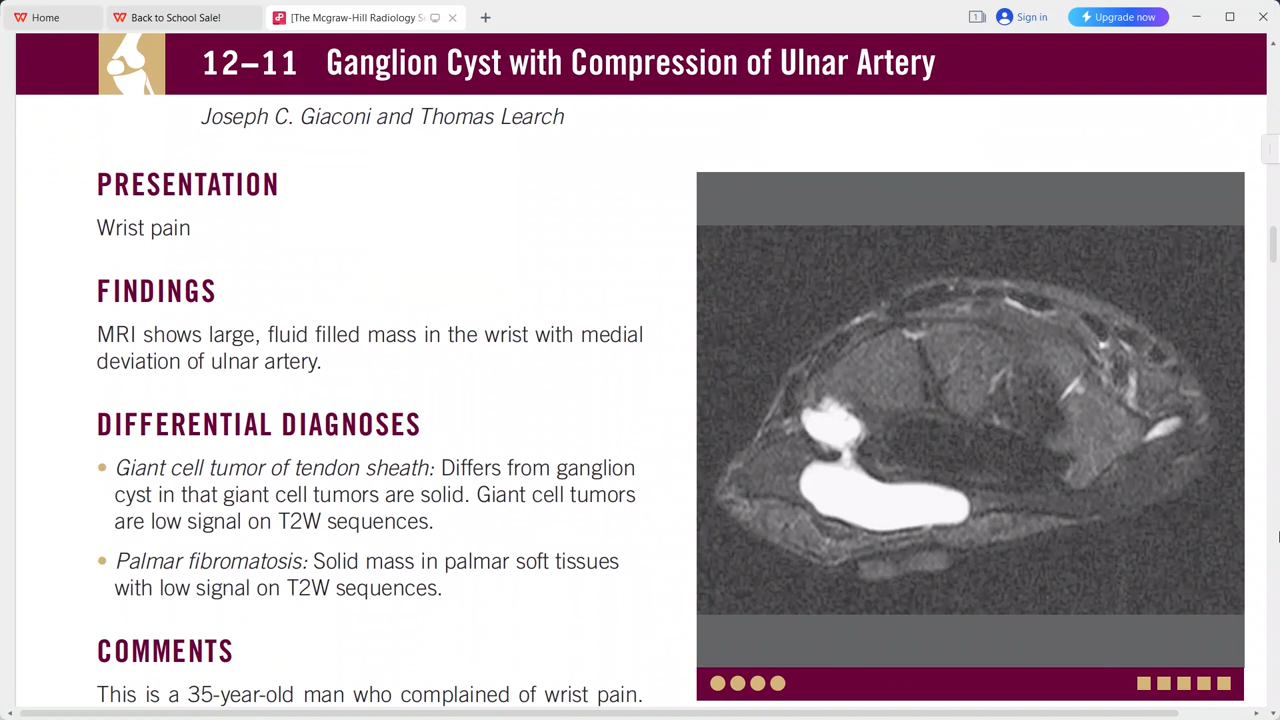 Home
Back to School Sale!
[The Mcgraw-Hill Radiology S
1
Sign in
Upgrade now
12–11 Ganglion Cyst with Compression of Ulnar Artery
Joseph C. Giaconi and Thomas Learch
PRESENTATION
Wrist pain
FINDINGS
MRI shows large, fluid filled mass in the wrist with medial
deviation of ulnar artery.
DIFFERENTIAL DIAGNOSES
• Giant cell tumor of tendon sheath: Differs from ganglion
cyst in that giant cell tumors are solid. Giant cell tumors
are low signal on T2W sequences.
• Palmar fibromatosis: Solid mass in palmar soft tissues
with low signal on T2W sequences.
COMMENTS
This is a 35-year-old man who complained of wrist pain.